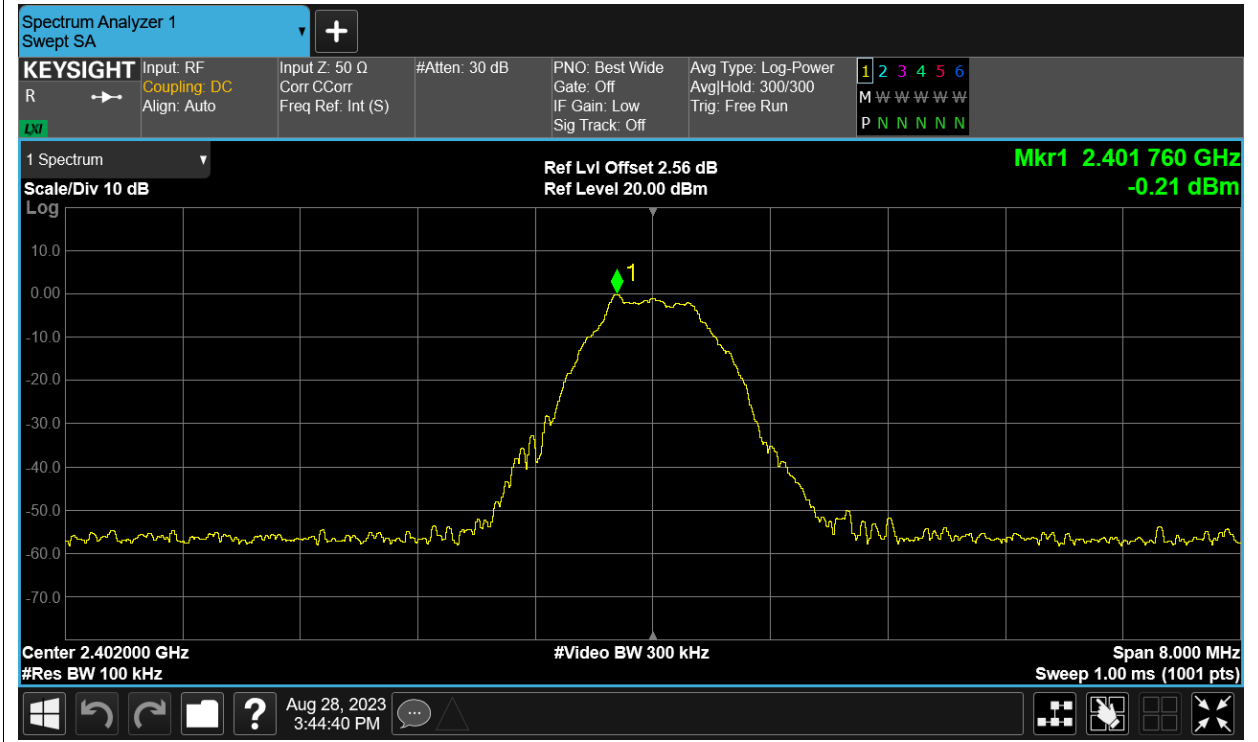 Spectrum Analyzer 1
Swept SA
KEYSIGHT
R
LXI
Input: RF
Coupling: DC
Align: Auto
Input Z: 50 Ω
Corr CCorr
Freq Ref: Int (S)
#Atten: 30 dB
PNO: Best Wide
Gate: Off
IF Gain: Low
Sig Track: Off
Avg Type: Log-Power
Avg|Hold: 300/300
Trig: Free Run
1 2 3 4 5 6
M W W W W W
P N N N N N
1 Spectrum
Scale/Div 10 dB
Log
Ref Lvl Offset 2.56 dB
Ref Level 20.00 dBm
Mkr1 2.401 760 GHz
-0.21 dBm
10.0
0.00
-10.0
-20.0
-30.0
-40.0
-50.0
-60.0
-70.0
1
Center 2.402000 GHz
#Res BW 100 kHz
#Video BW 300 kHz
Span 8.000 MHz
Sweep 1.00 ms (1001 pts)
?
Aug 28, 2023
3:44:40 PM